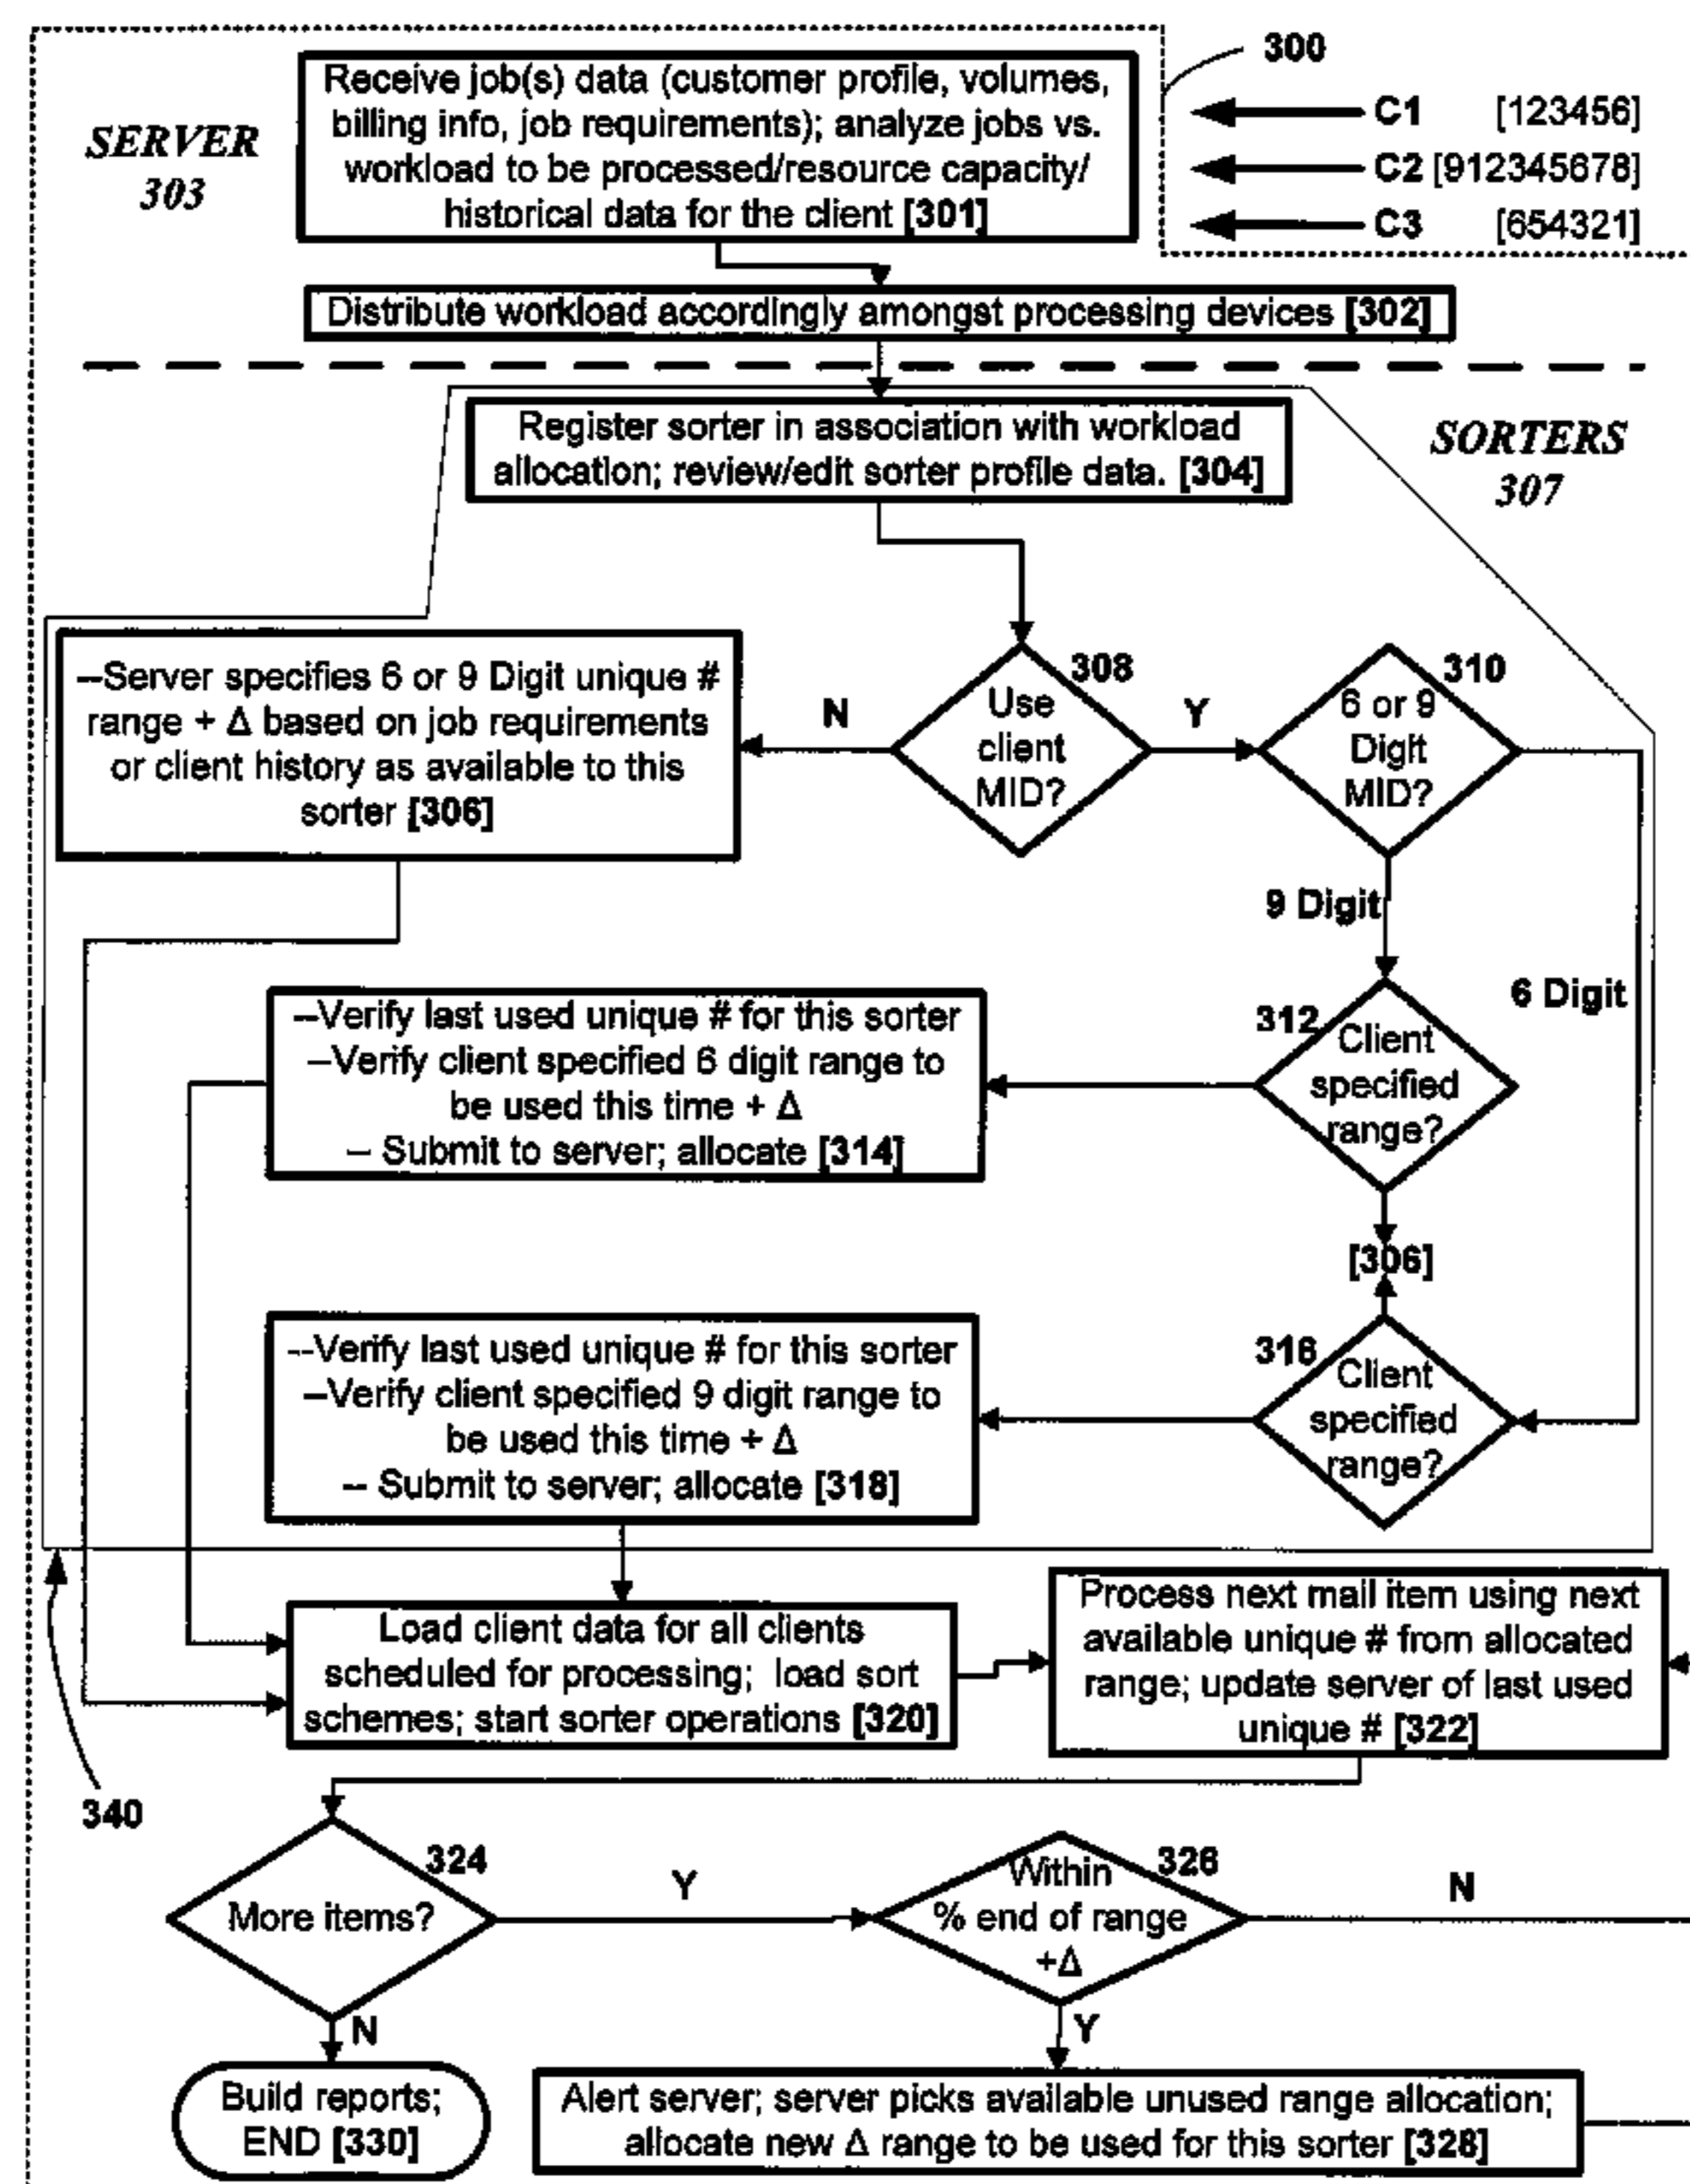 300
SERVER
303
Receive job(s) data (customer profile, volumes,
billing info, job requirements); analyze jobs vs.
workload to be processed/resource capacity/
historical data for the client [301]
C1 [123456]
C2 [912345678]
C3 [654321]
Distribute workload accordingly amongst processing devices [302]
Register sorter in association with workload
allocation; review/edit sorter profile data. [304]
SORTERS
307
--Server specifies 6 or 9 Digit unique #
range + Δ based on job requirements
or client history as available to this
sorter [306]
N
308
Use
client
MID?
Y
310
6 or 9
Digit
MID?
9 Digit
6 Digit
--Verify last used unique # for this sorter
--Verify client specified 6 digit range to
be used this time + Δ
-- Submit to server; allocate [314]
312
Client
specified
range?
[306]
--Verify last used unique # for this sorter
--Verify client specified 9 digit range to
be used this time + Δ
-- Submit to server; allocate [318]
316
Client
specified
range?
Load client data for all clients
scheduled for processing; load sort
schemes; start sorter operations [320]
Process next mail item using next
available unique # from allocated
range; update server of last used
unique # [322]
340
324
More items?
Y
326
Within
% end of range
+Δ
N
N
Y
Build reports;
END [330]
Alert server; server picks available unused range allocation;
allocate new Δ range to be used for this sorter [328]